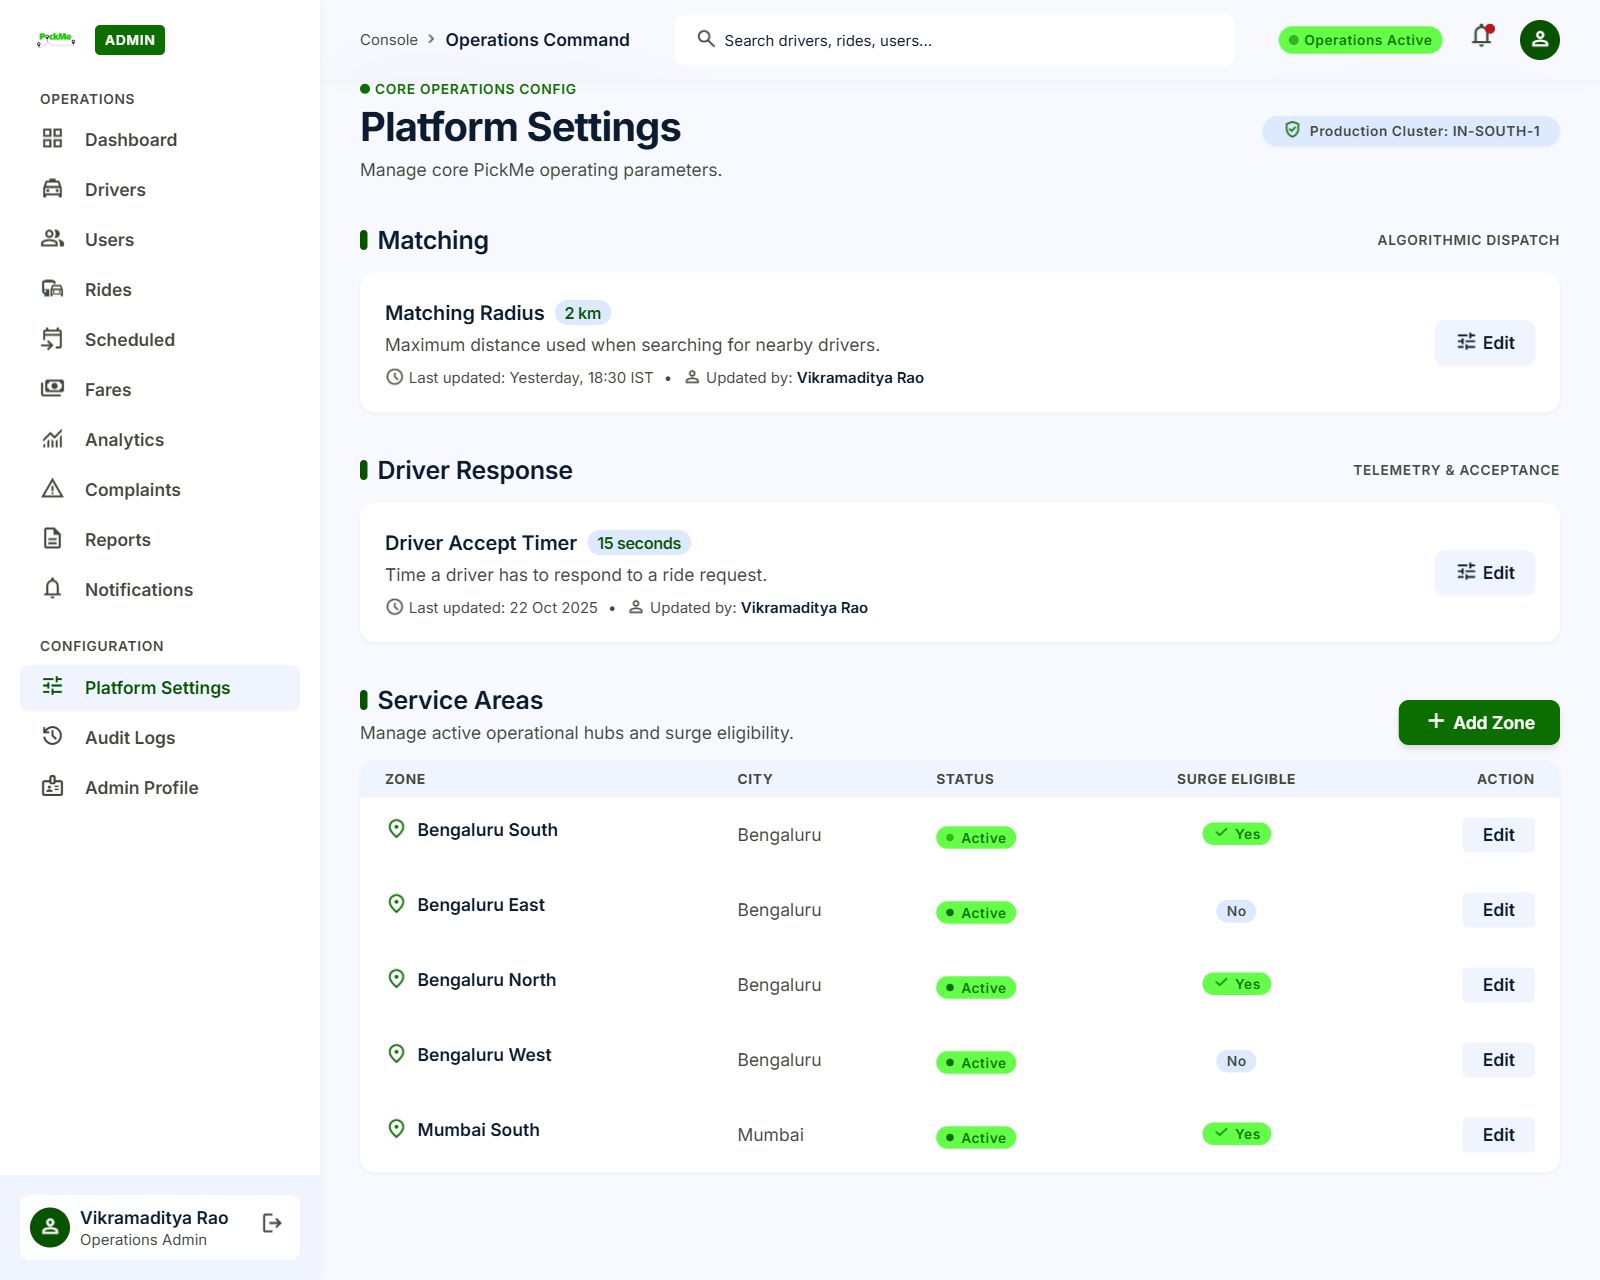 PickMe
ADMIN
OPERATIONS
Dashboard
Drivers
Users
Rides
Scheduled
Fares
Analytics
Complaints
Reports
Notifications
CONFIGURATION
Platform Settings
Audit Logs
Admin Profile
Vikramaditya Rao
Operations Admin
Console > Operations Command
Search drivers, rides, users...
Operations Active
CORE OPERATIONS CONFIG
Platform Settings
Manage core PickMe operating parameters.
Production Cluster: IN-SOUTH-1
Matching
ALGORITHMIC DISPATCH
Matching Radius 2 km
Maximum distance used when searching for nearby drivers.
Last updated: Yesterday, 18:30 IST • Updated by: Vikramaditya Rao
Edit
Driver Response
TELEMETRY & ACCEPTANCE
Driver Accept Timer 15 seconds
Time a driver has to respond to a ride request.
Last updated: 22 Oct 2025 • Updated by: Vikramaditya Rao
Edit
Service Areas
Manage active operational hubs and surge eligibility.
+ Add Zone
ZONE CITY STATUS SURGE ELIGIBLE ACTION
Bengaluru South Bengaluru Active Yes Edit
Bengaluru East Bengaluru Active No Edit
Bengaluru North Bengaluru Active Yes Edit
Bengaluru West Bengaluru Active No Edit
Mumbai South Mumbai Active Yes Edit